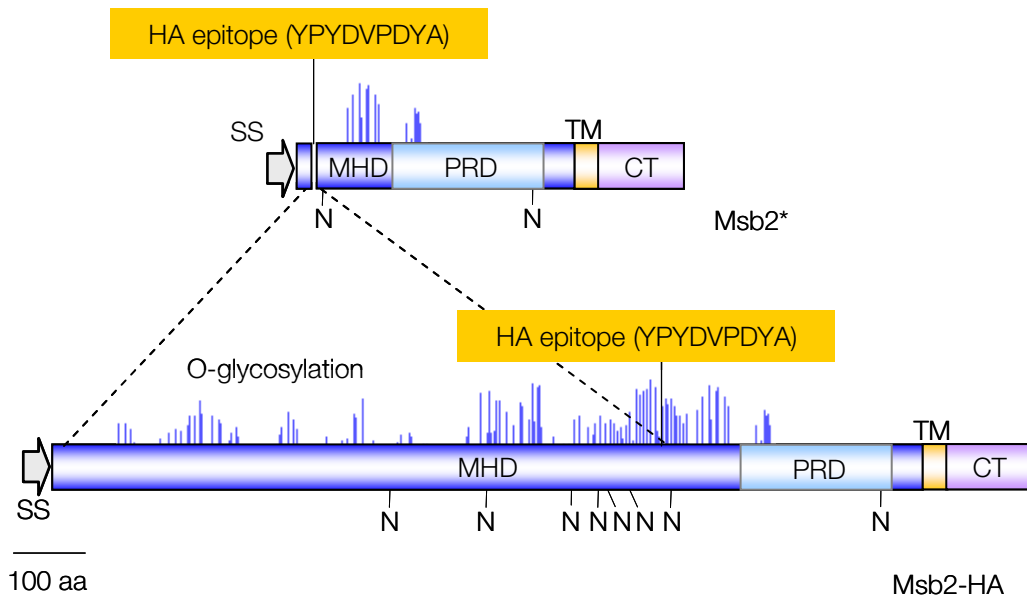 HA epitope (YPYDVPDYA)
SS
TM
MHD
PRD
CT
N
N
Msb2*
HA epitope (YPYDVPDYA)
O-glycosylation
TM
MHD
PRD
CT
SS
N
N
N
N
N
N
N
N
100 aa
Msb2-HA